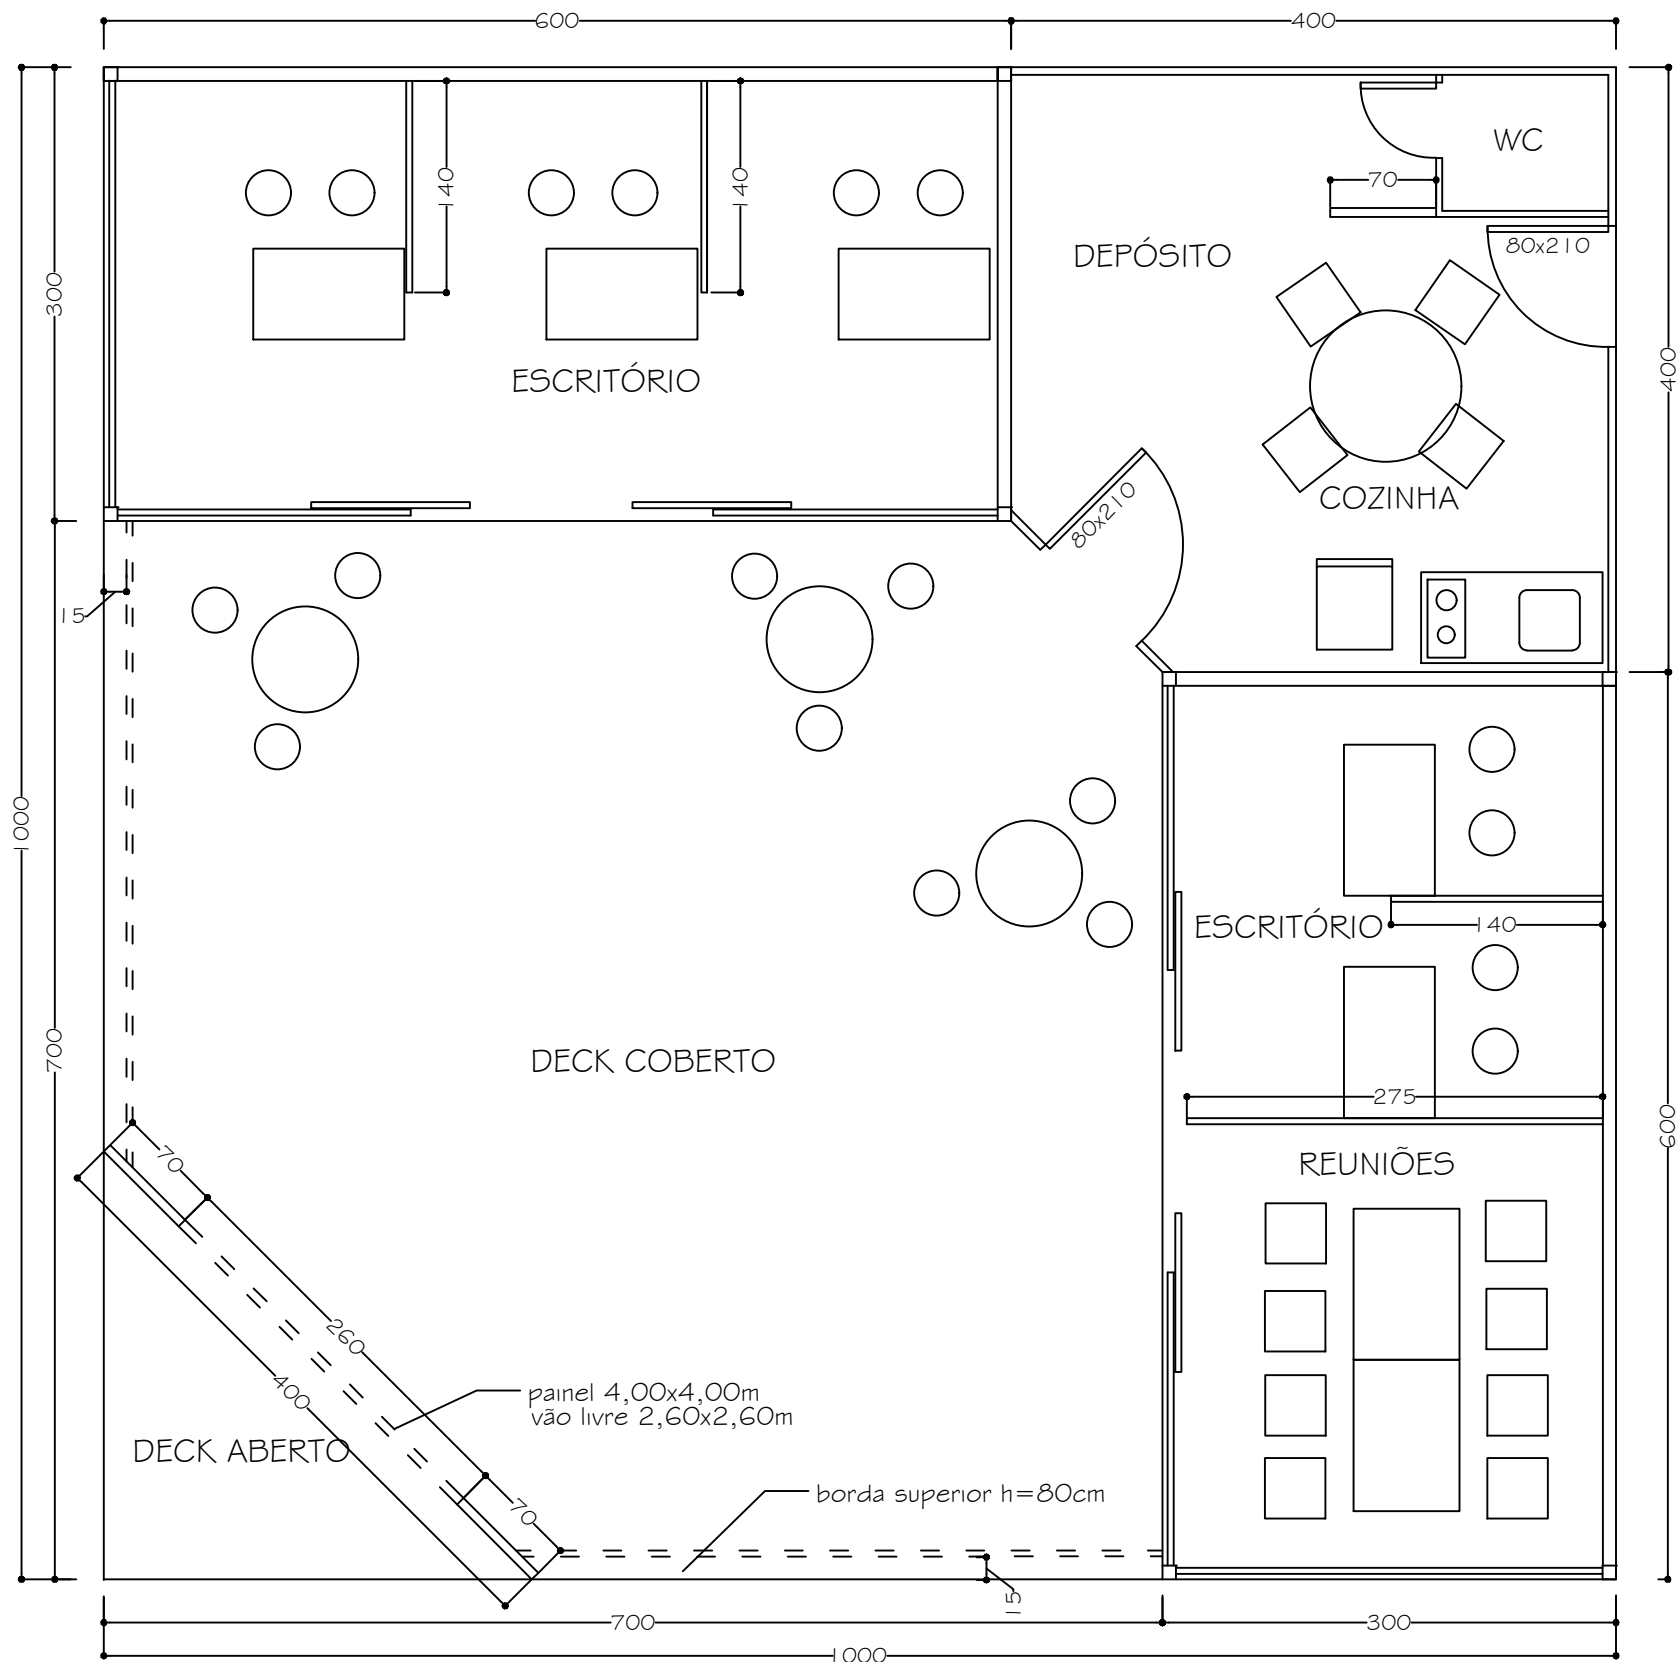 600
400
140
140
WC
70
80x210
DEPÓSITO
300
ESCRITÓRIO
400
80x210
COZINHA
15
1000
700
ESCRITÓRIO
140
DECK COBERTO
275
600
70
REUNIÕES
260
400
painel 4,00x4,00m
vão livre 2,60x2,60m
DECK ABERTO
70
borda superior h=80cm
15
700
300
1000